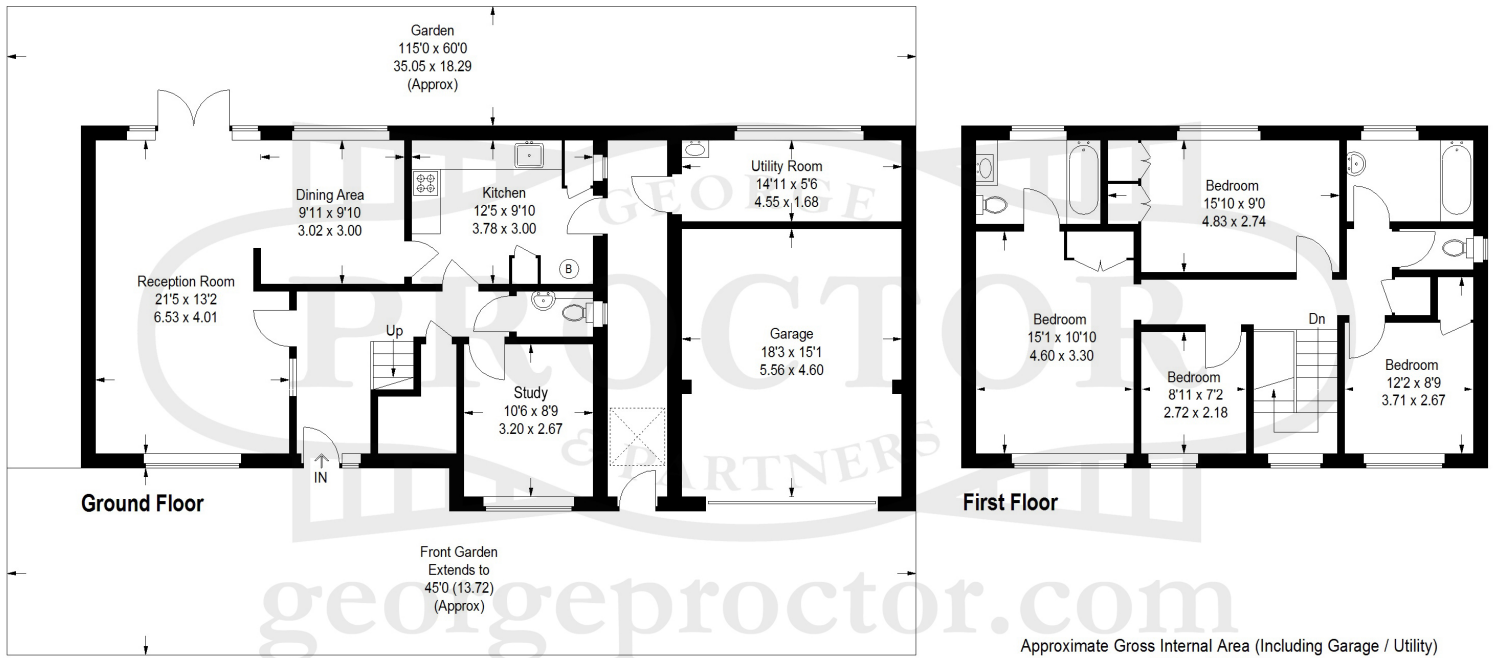 Garden
115'0 x 60'0
35.05 x 18.29
(Approx)
Dining Area
9'11 x 9'10
3.02 x 3.00
Kitchen
12'5 x 9'10
3.78 x 3.00
B
Utility Room
14'11 x 5'6
4.55 x 1.68
Reception Room
21'5 x 13'2
6.53 x 4.01
Up
Study
10'6 x 8'9
3.20 x 2.67
Garage
18'3 x 15'1
5.56 x 4.60
IN
Ground Floor
Front Garden
Extends to
45'0 (13.72)
(Approx)
Bedroom
15'10 x 9'0
4.83 x 2.74
Bedroom
15'1 x 10'10
4.60 x 3.30
Dn
Bedroom
8'11 x 7'2
2.72 x 2.18
Bedroom
12'2 x 8'9
3.71 x 2.67
First Floor
GEORGE
PROCTOR
& PARTNERS
georgeproctor.com
Approximate Gross Internal Area (Including Garage / Utility)